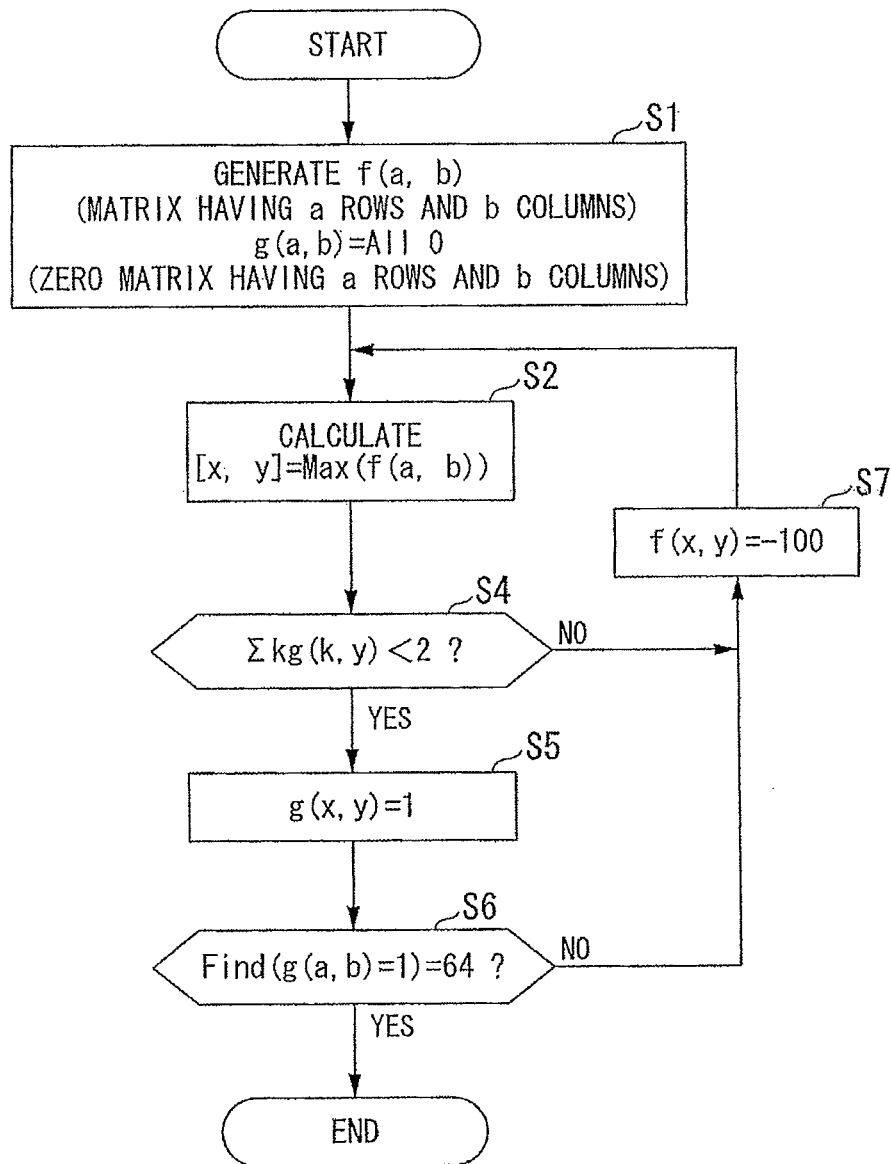 START
S1
GENERATE f(a, b)
(MATRIX HAVING a ROWS AND b COLUMNS)
g(a,b)=All 0
(ZERO MATRIX HAVING a ROWS AND b COLUMNS)
S2
CALCULATE
[x, y]=Max(f(a, b))
S7
f(x,y)=-100
S4
Σkg(k,y)<2 ?
NO
YES
S5
g(x,y)=1
S6
Find(g(a,b)=1)=64 ?
NO
YES
END